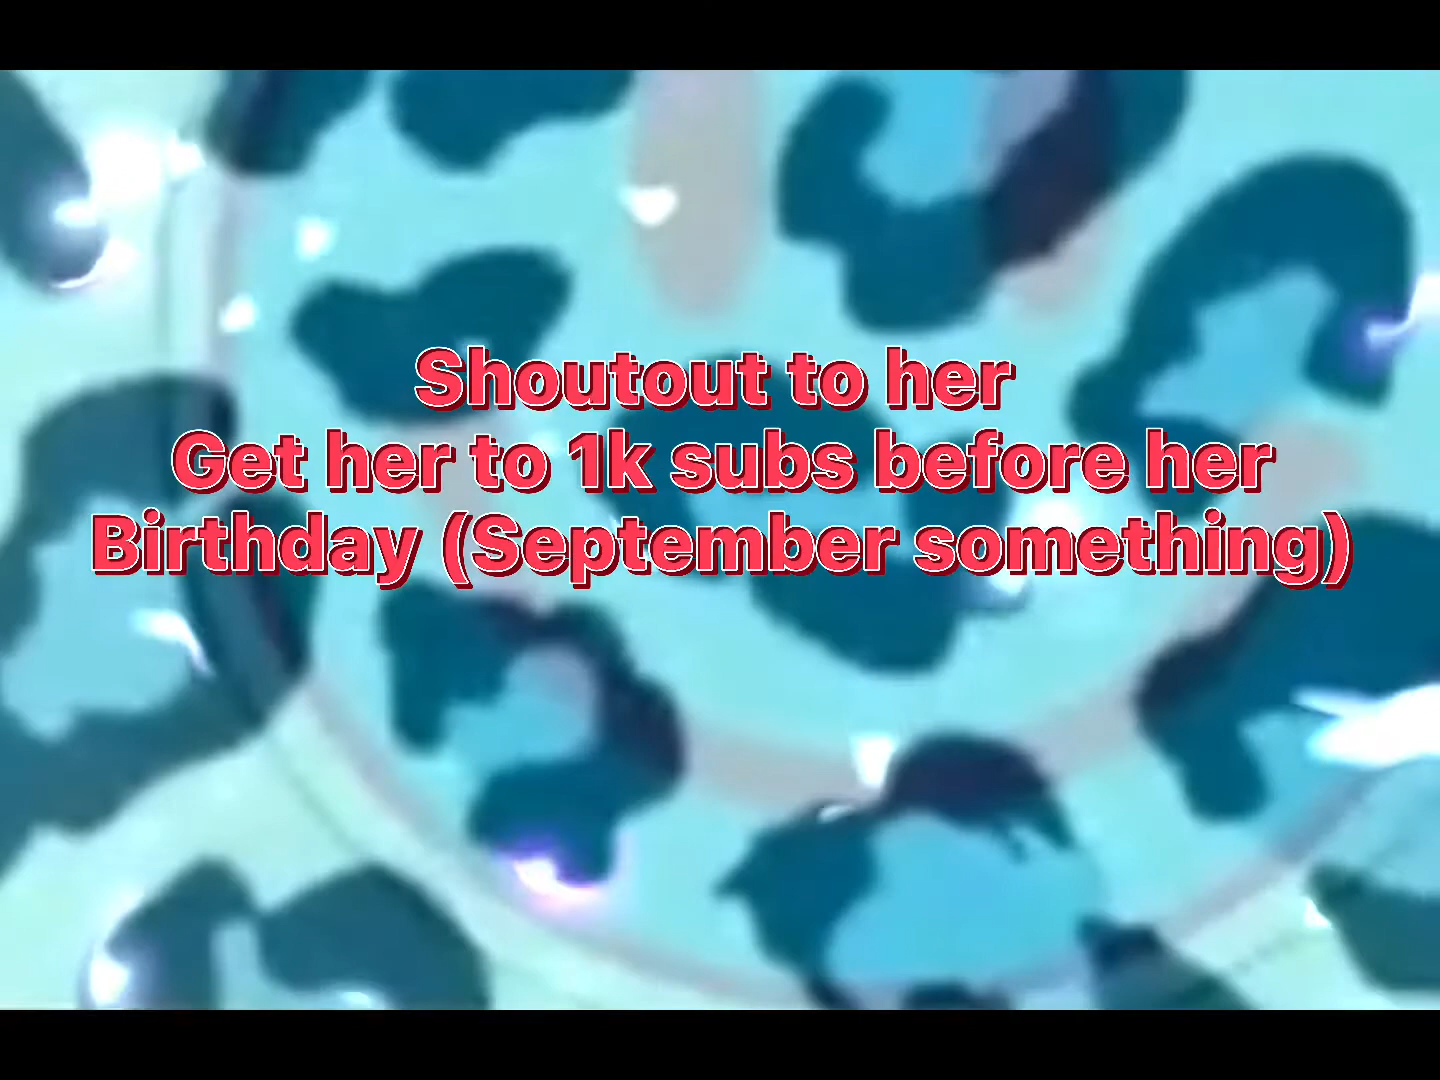 Shoutout to her
Get her to 1k subs before her
Birthday (September something)